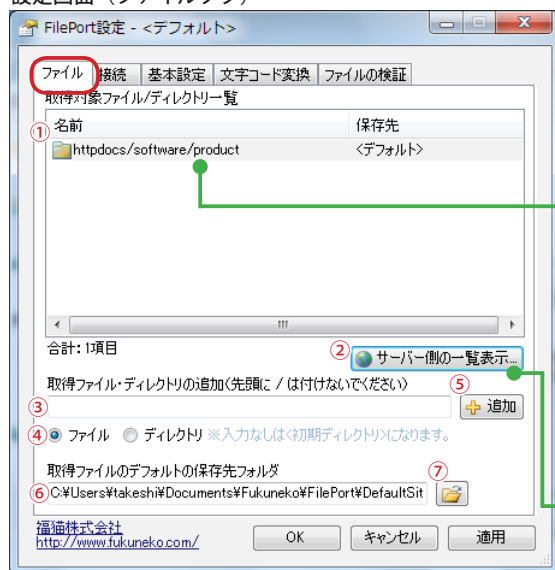 FilePort設定 - <デフォルト>
ファイル 接続 基本設定 文字コード変換 ファイルの検証
取得対象ファイル/ディレクトリ一覧
① 名前 保存先
httpdocs/software/product <デフォルト>
合計: 1項目
② サーバー側の一覧表示...
取得ファイル・ディレクトリの追加(先頭に / は付けないでください)
③ ⑤ 追加
④ ファイル ディレクトリ ※入力なしは<初期ディレクトリ>になります。
取得ファイルのデフォルトの保存先フォルダ
⑥ C:¥Users¥takeshi¥Documents¥Fukuneko¥FilePort¥DefaultSit ⑦
福猫株式会社
http://www.fukuneko.com/
OK キャンセル 適用